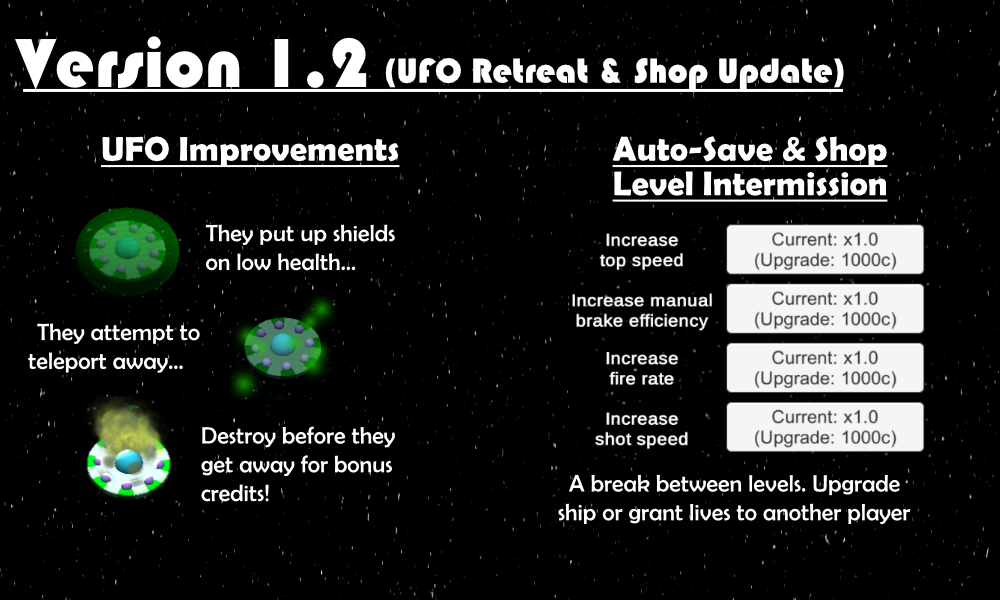 Version 1.2 (UFO Retreat & Shop Update)
UFO Improvements
They put up shields
on low health...
They attempt to
teleport away...
Destroy before they
get away for bonus
credits!
Auto-Save & Shop
Level Intermission
Increase
top speed
Current: x1.0
(Upgrade: 1000c)
Increase manual
brake efficiency
Current: x1.0
(Upgrade: 1000c)
Increase
fire rate
Current: x1.0
(Upgrade: 1000c)
Increase
shot speed
Current: x1.0
(Upgrade: 1000c)
A break between levels. Upgrade
ship or grant lives to another player